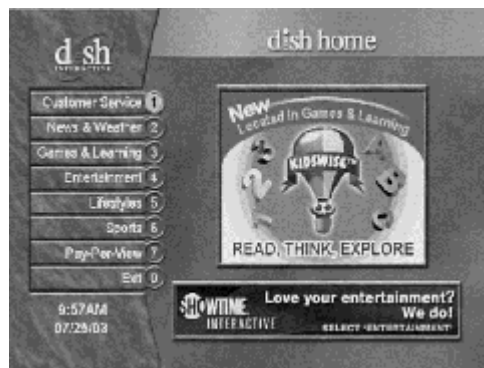 dish
INTERACTIVE
dish home
Customer Service 1
News & Weather 2
Games & Learning 3
Entertainment 4
Lifestyles 5
Sports 6
Pay-Per-View 7
Exit 0
9:57AM
07/29/03
New
Located in Games & Learning
KIDSWISE™
2
A
B
READ, THINK, EXPLORE
SHOWTIME
INTERACTIVE
Love your entertainment?
We do!
SELECT "ENTERTAINMENT"